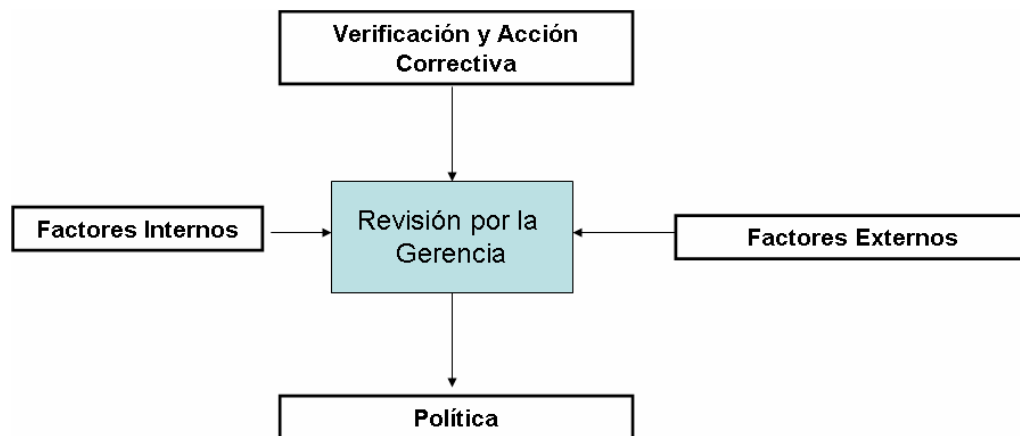 Verificación y Acción
Correctiva
Factores Internos
Revisión por la
Gerencia
Factores Externos
Política